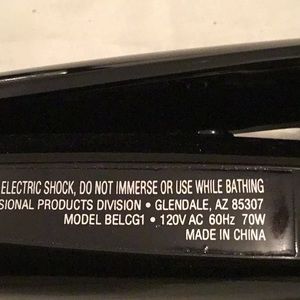 ELECTRIC SHOCK, DO NOT IMMERSE OR USE WHILE BATHING
SIONAL PRODUCTS DIVISION • GLENDALE, AZ 85307
MODEL BELCG1 • 120V AC 60Hz 70W
MADE IN CHINA